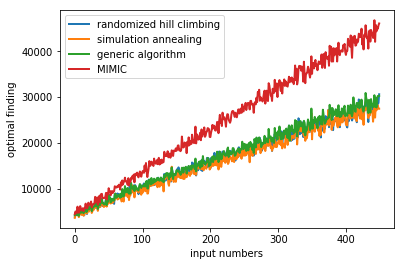 randomized hill climbing
simulation annealing
generic algorithm
MIMIC
optimal finding
40000
30000
20000
10000
0
100
200
300
400
input numbers